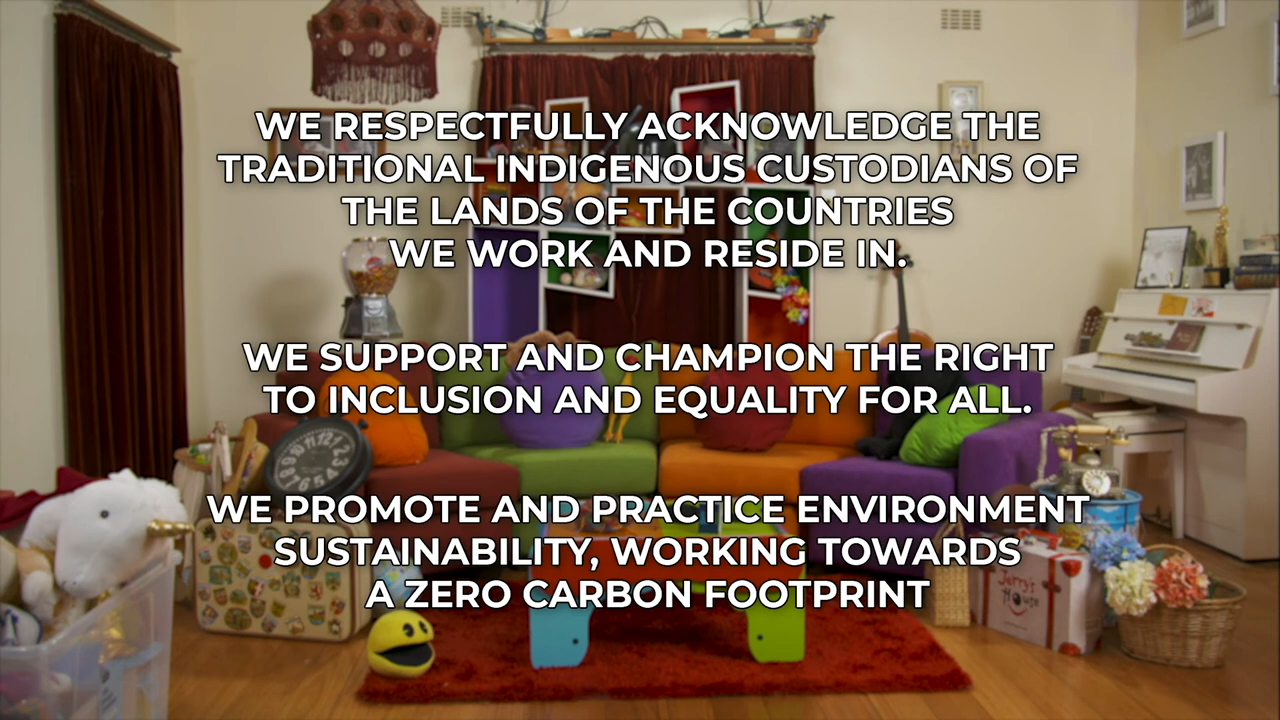 WE RESPECTFULLY ACKNOWLEDGE THE
TRADITIONAL INDIGENOUS CUSTODIANS OF
THE LANDS OF THE COUNTRIES
WE WORK AND RESIDE IN.
WE SUPPORT AND CHAMPION THE RIGHT
TO INCLUSION AND EQUALITY FOR ALL.
WE PROMOTE AND PRACTICE ENVIRONMENT
SUSTAINABILITY, WORKING TOWARDS
A ZERO CARBON FOOTPRINT
Jerry's
House